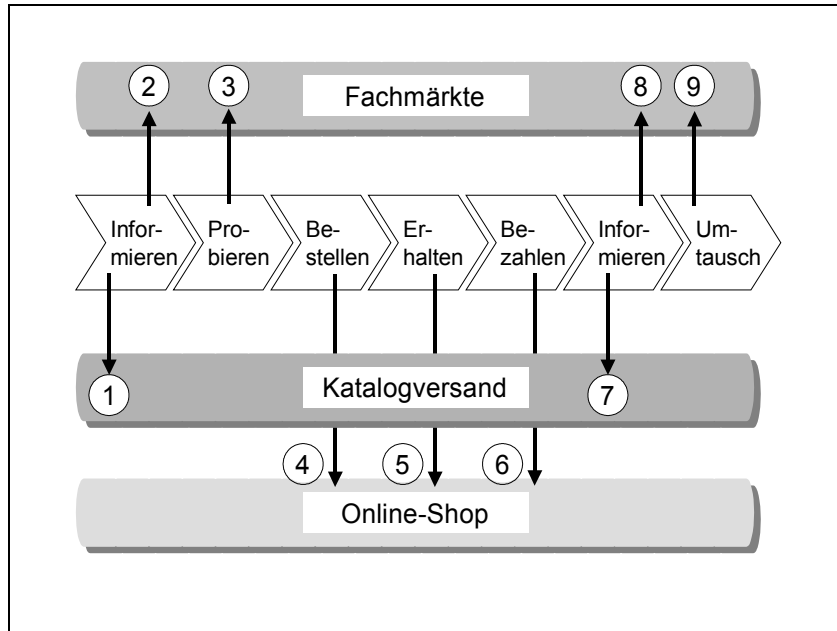 2 3 Fachmärkte 8 9
Infor- Pro- Be- Er- Be- Infor- Um-
mieren bieren stellen halten zahlen mieren tausch
1 Katalogversand 7
4 5 6
Online-Shop